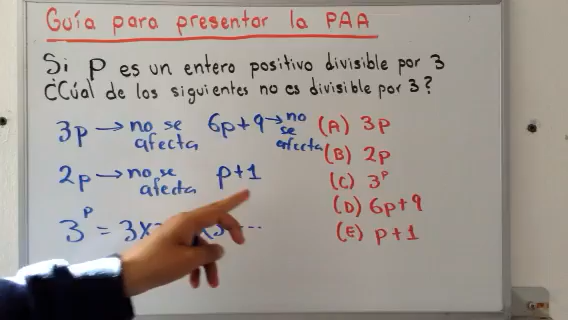 Guía para presentar la PAA
Si P es un entero positivo divisible por 3
¿Cúal de los siguientes no es divisible por 3?
3p → no se afecta
6p+9 → no se afecta
2p → no se afecta
p+1
3^p = 3x
(A) 3p
(B) 2p
(C) 3^p
(D) 6p+9
(E) p+1